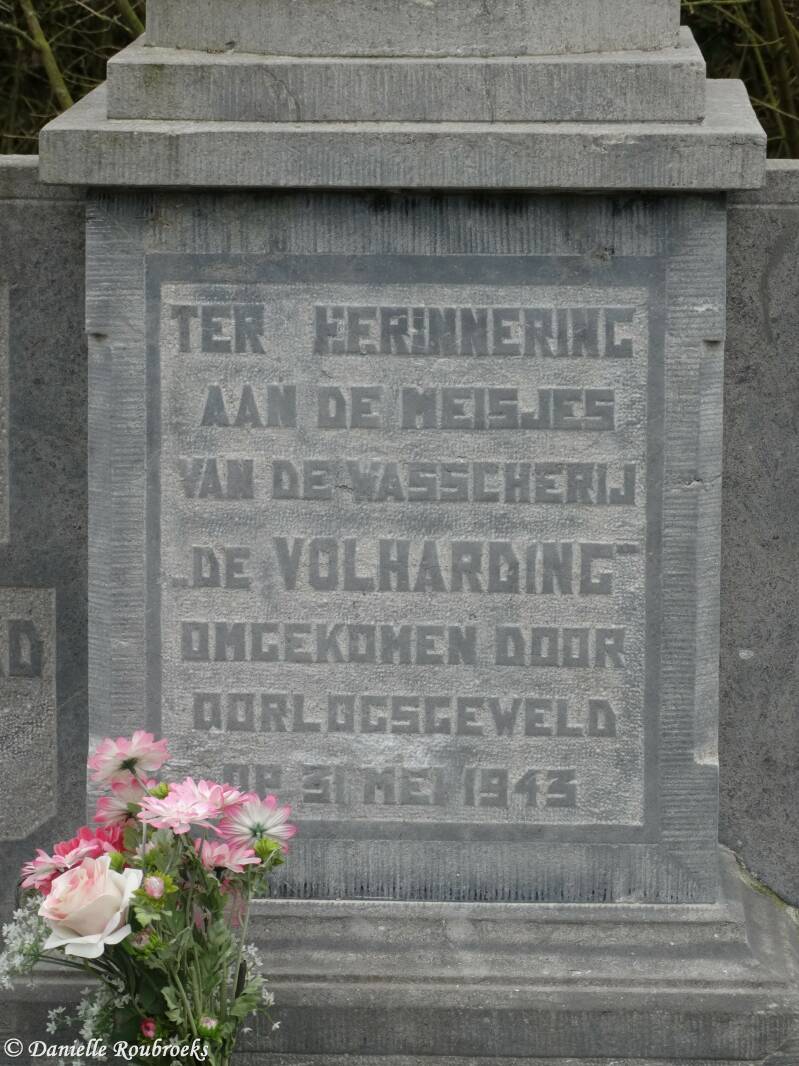 TER HERINNERING
AAN DE MEISJES
VAN DE WASSCHERIJ
„DE VOLHARDING"
OMGEKOMEN DOOR
OORLOGSGEWELD
OP 31 MEI 1943
D
© Danielle Roubroeks